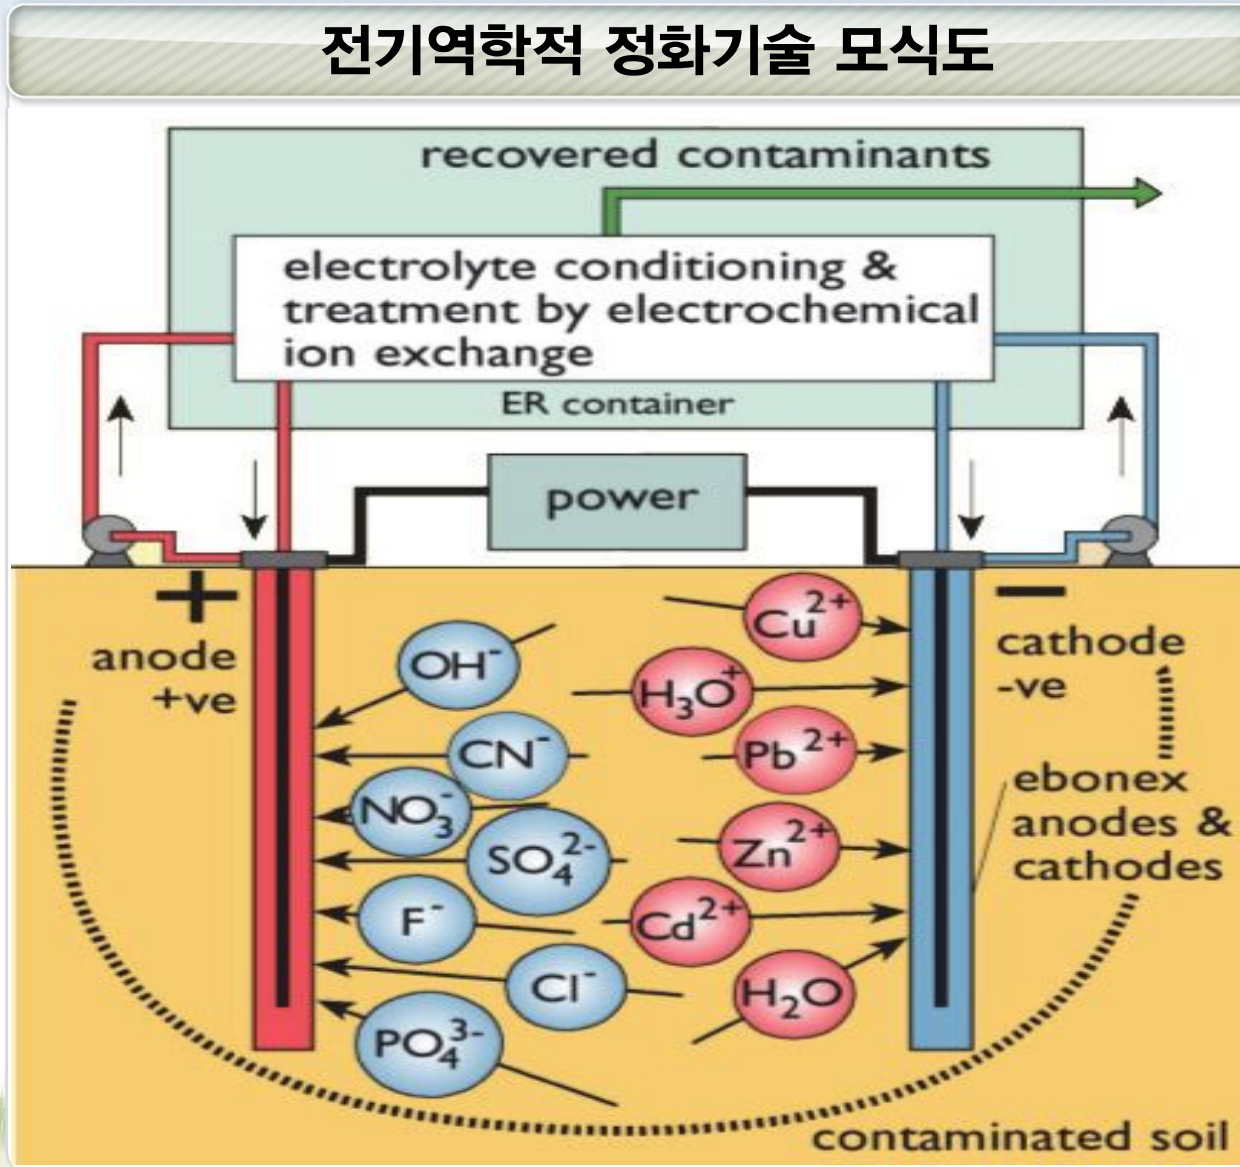 전기역학적 정화기술 모식도
recovered contaminants
electrolyte conditioning &
treatment by electrochemical
ion exchange
ER container
power
+
anode
+ve
−
cathode
-ve
ebonex
anodes &
cathodes
OH⁻
CN⁻
NO₃⁻
SO₄²⁻
F⁻
Cl⁻
PO₄³⁻
Cu²⁺
H₃O⁺
Pb²⁺
Zn²⁺
Cd²⁺
H₂O
contaminated soil